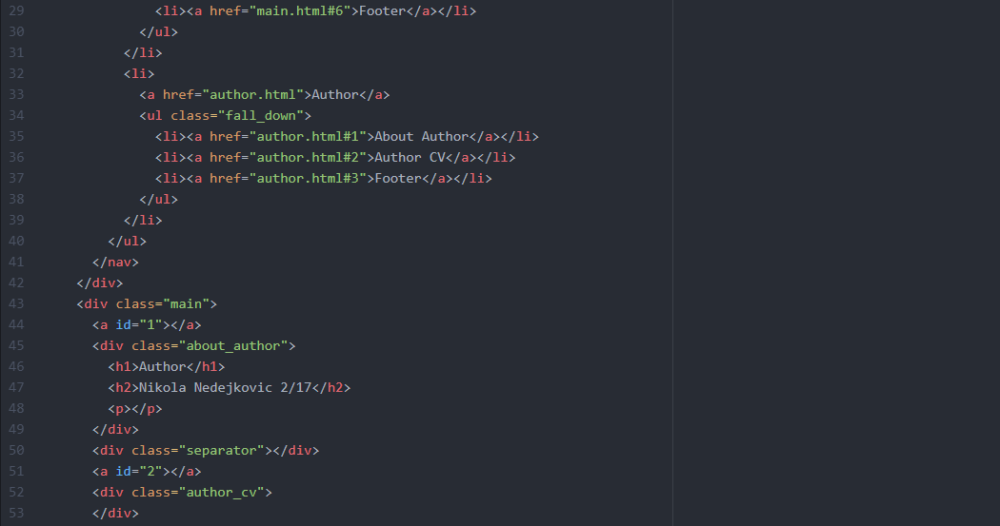 29 <li><a href="main.html#6">Footer</a></li>
30 </ul>
31 </li>
32 <li>
33 <a href="author.html">Author</a>
34 <ul class="fall_down">
35 <li><a href="author.html#1">About Author</a></li>
36 <li><a href="author.html#2">Author CV</a></li>
37 <li><a href="author.html#3">Footer</a></li>
38 </ul>
39 </li>
40 </ul>
41 </nav>
42 </div>
43 <div class="main">
44 <a id="1"></a>
45 <div class="about_author">
46 <h1>Author</h1>
47 <h2>Nikola Nedejkovic 2/17</h2>
48 <p></p>
49 </div>
50 <div class="separator"></div>
51 <a id="2"></a>
52 <div class="author_cv">
53 </div>